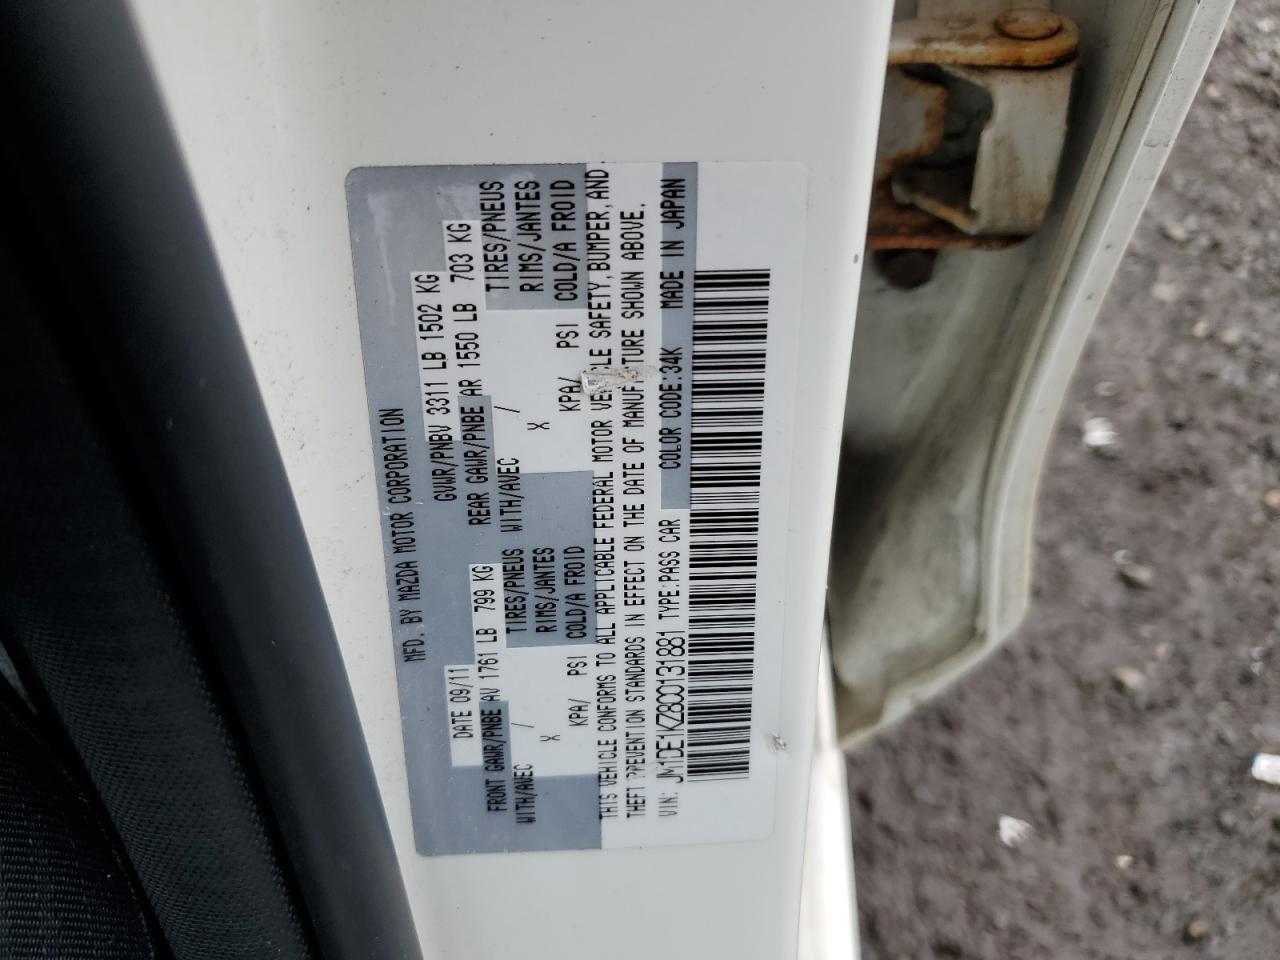 MFD. BY MAZDA MOTOR CORPORATION
DATE 09/11 GVWR/PNBV 3311 LB 1502 KG
FRONT GAWR/PNBE AV 1761 LB 799 KG REAR GAWR/PNBE AR 1550 LB 703 KG
WITH/AVEC / TIRES/PNEUS WITH/AVEC / TIRES/PNEUS
X RIMS/JANTES X RIMS/JANTES
KPA/ PSI COLD/A FROID KPA/ PSI COLD/A FROID
THIS VEHICLE CONFORMS TO ALL APPLICABLE FEDERAL MOTOR VEHICLE SAFETY, BUMPER, AND
THEFT PREVENTION STANDARDS IN EFFECT ON THE DATE OF MANUFACTURE SHOWN ABOVE.
VIN: JM1DE1KZ8C0131881 TYPE:PASS CAR COLOR CODE:34K MADE IN JAPAN